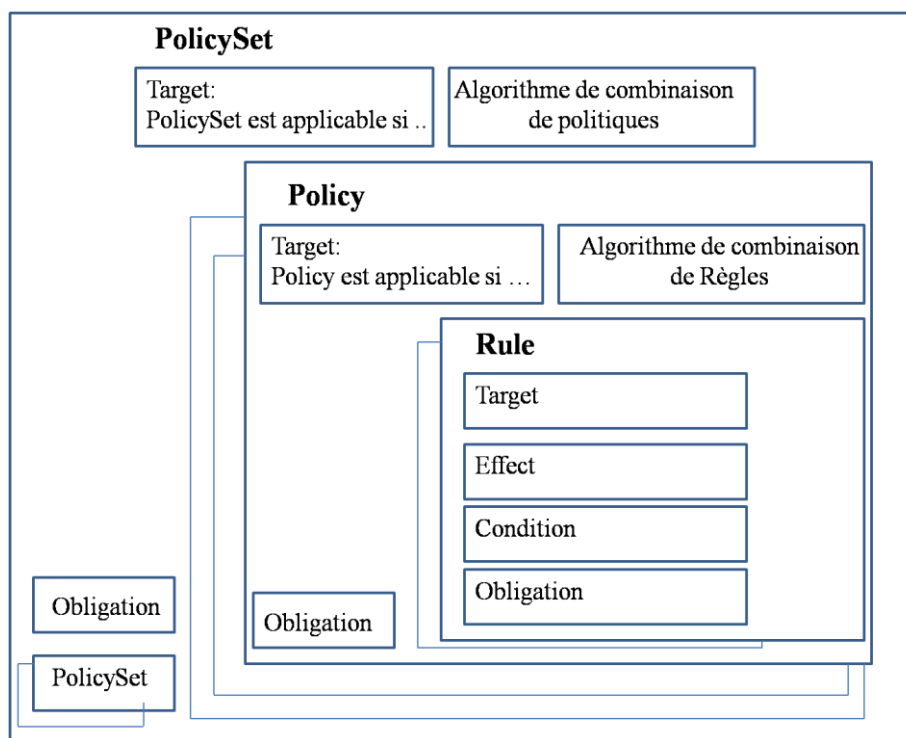 PolicySet
Target:
PolicySet est applicable si ..
Algorithme de combinaison
de politiques
Policy
Target:
Policy est applicable si …
Algorithme de combinaison
de Règles
Rule
Target
Effect
Condition
Obligation
Obligation
Obligation
PolicySet